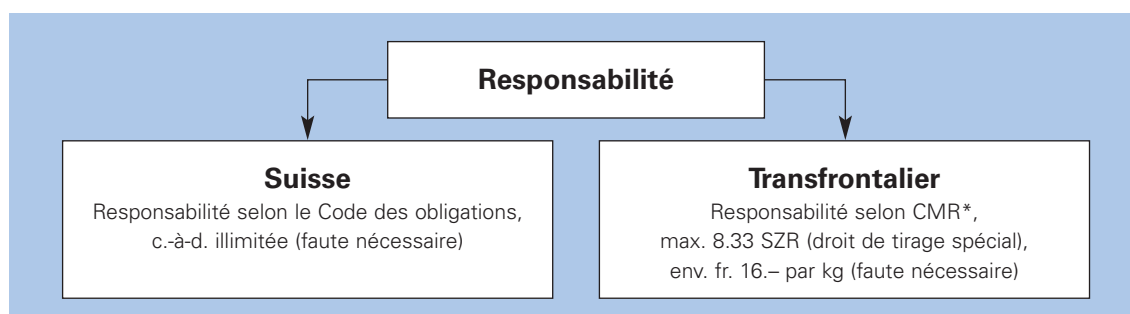 Responsabilité
Suisse
Responsabilité selon le Code des obligations,
c.-à-d. illimitée (faute nécessaire)
Transfrontalier
Responsabilité selon CMR*,
max. 8.33 SZR (droit de tirage spécial),
env. fr. 16.– par kg (faute nécessaire)